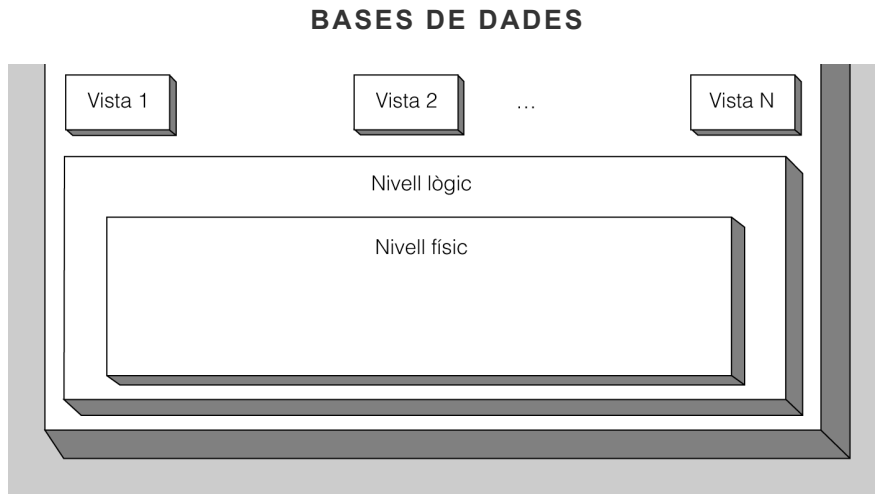 BASES DE DADES
Vista 1 Vista 2 ... Vista N
Nivell lògic
Nivell físic